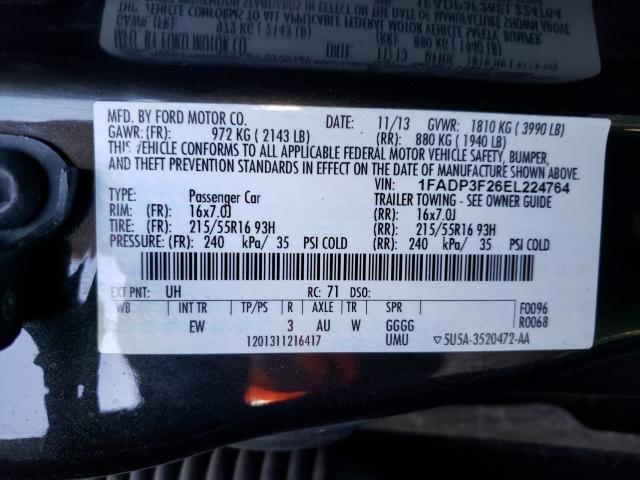 MFD. BY FORD MOTOR CO. DATE: 11/13 GVWR: 1810 KG ( 3990 LB)
GAWR: (FR): 972 KG ( 2143 LB) (RR): 880 KG ( 1940 LB)
THIS VEHICLE CONFORMS TO ALL APPLICABLE FEDERAL MOTOR VEHICLE SAFETY, BUMPER,
AND THEFT PREVENTION STANDARDS IN EFFECT ON THE DATE OF MANUFACTURE SHOWN ABOVE.
VIN: 1FADP3F26EL224764
TYPE: Passenger Car TRAILER TOWING - SEE OWNER GUIDE
RIM: (FR): 16x7.0J (RR): 16x7.0J
TIRE: (FR): 215/55R16 93H (RR): 215/55R16 93H
PRESSURE: (FR): 240 kPa/ 35 PSI COLD (RR): 240 kPa/ 35 PSI COLD
EXT PNT: UH RC: 71 DSO:
WB INT TR TP/PS R AXLE TR SPR F0096
EW 3 AU W GGGG R0068
1201311216417 UMU ▽5U5A-3520472-AA